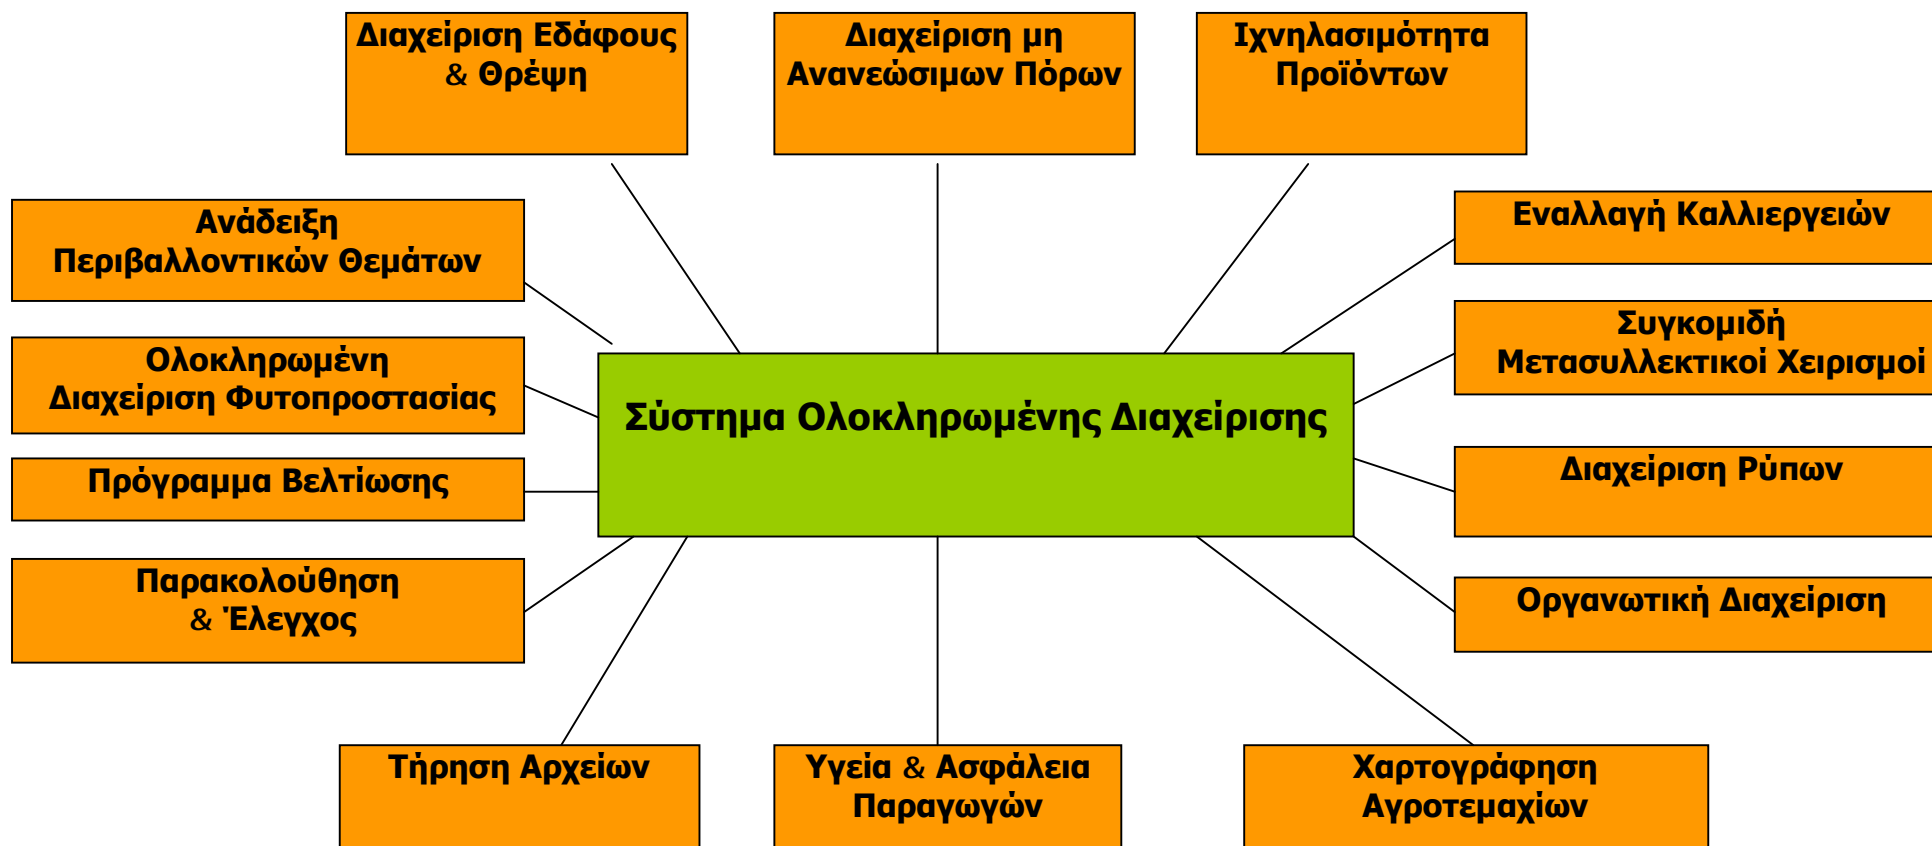 Διαχείριση Εδάφους
& Θρέψη
Διαχείριση μη
Ανανεώσιμων Πόρων
Ιχνηλασιμότητα
Προϊόντων
Ανάδειξη
Περιβαλλοντικών Θεμάτων
Εναλλαγή Καλλιεργειών
Ολοκληρωμένη
Διαχείριση Φυτοπροστασίας
Συγκομιδή
Μετασυλλεκτικοί Χειρισμοί
Σύστημα Ολοκληρωμένης Διαχείρισης
Πρόγραμμα Βελτίωσης
Διαχείριση Ρύπων
Παρακολούθηση
& Έλεγχος
Οργανωτική Διαχείριση
Τήρηση Αρχείων
Υγεία & Ασφάλεια
Παραγωγών
Χαρτογράφηση
Αγροτεμαχίων